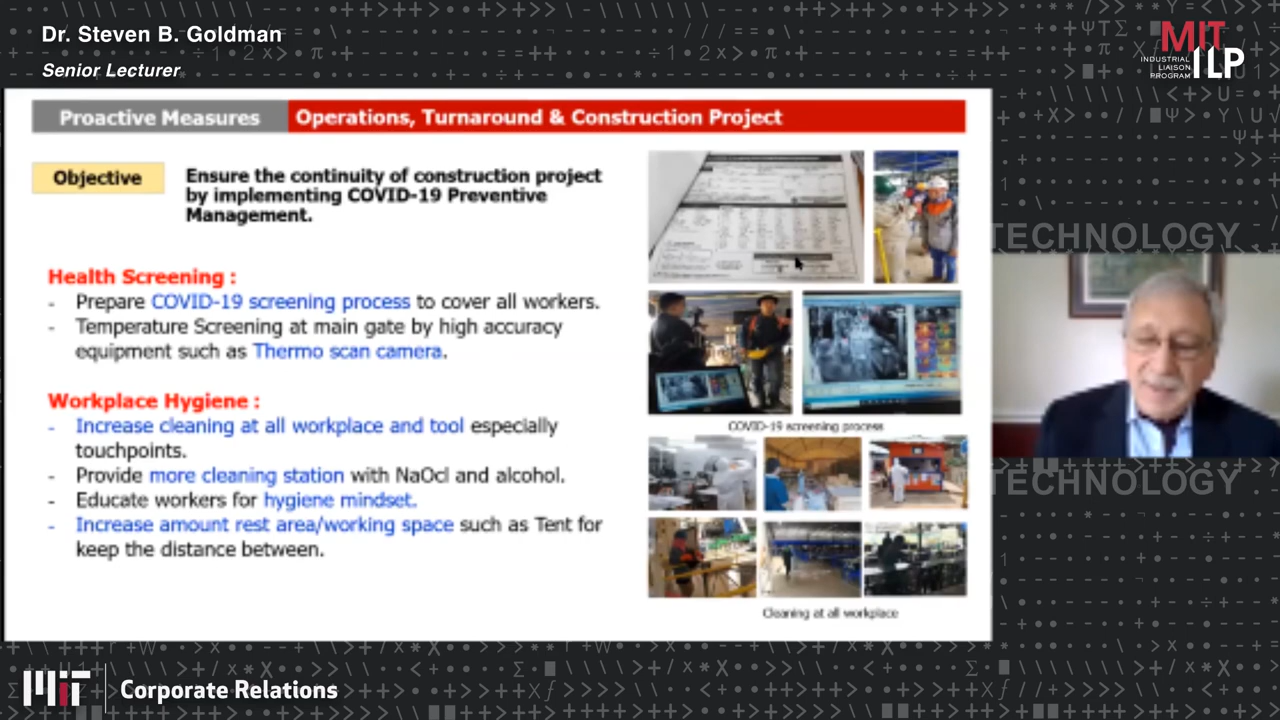 Dr. Steven B. Goldman
Senior Lecturer
MIT
INDUSTRIAL
LIAISON
PROGRAM
ILP
Proactive Measures
Operations, Turnaround & Construction Project
Objective
Ensure the continuity of construction project
by implementing COVID-19 Preventive
Management.
Health Screening :
- Prepare COVID-19 screening process to cover all workers.
- Temperature Screening at main gate by high accuracy
equipment such as Thermo scan camera.
Workplace Hygiene :
- Increase cleaning at all workplace and tool especially
touchpoints.
- Provide more cleaning station with NaOcl and alcohol.
- Educate workers for hygiene mindset.
- Increase amount rest area/working space such as Tent for
keep the distance between.
COVID-19 screening process
Cleaning at all workplace
TECHNOLOGY
TECHNOLOGY
MIT
Corporate Relations